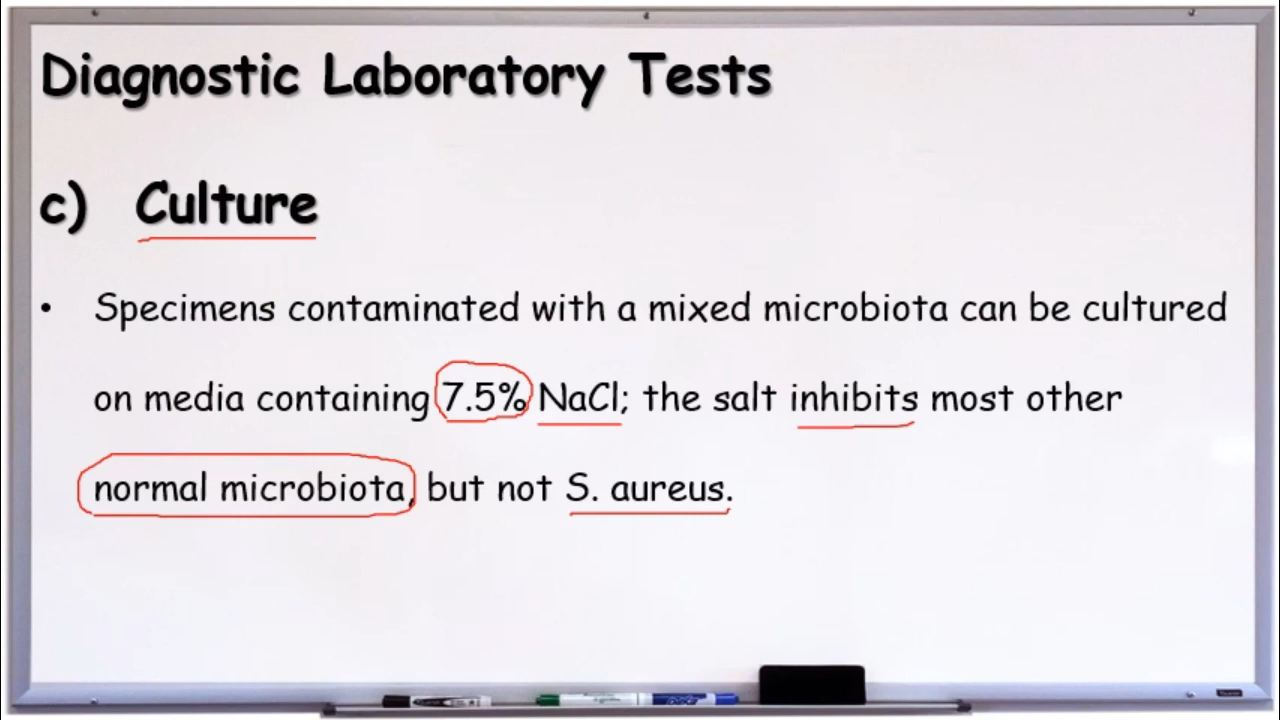 Diagnostic Laboratory Tests
c) Culture
• Specimens contaminated with a mixed microbiota can be cultured
on media containing 7.5% NaCl; the salt inhibits most other
normal microbiota, but not S. aureus.